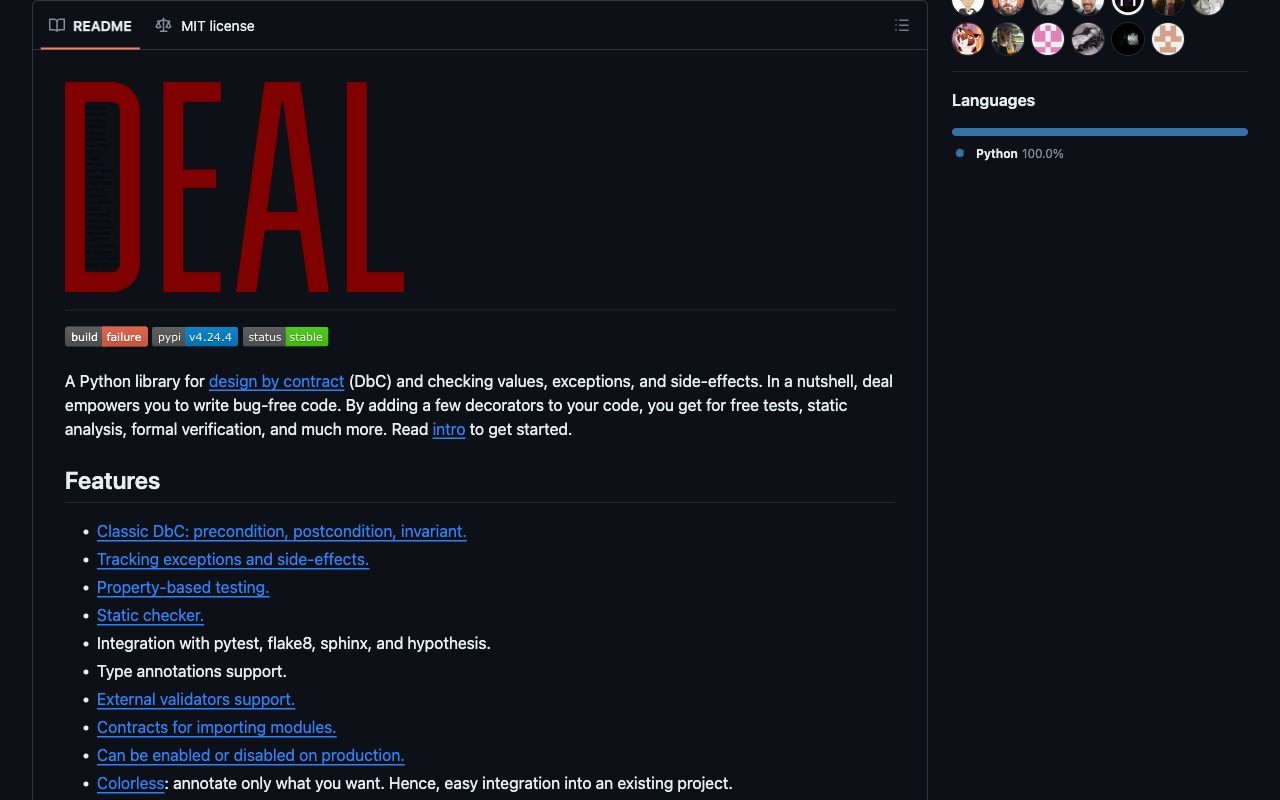 README
MIT license
DEAL
build failure
pypi v4.24.4
status stable
A Python library for design by contract (DbC) and checking values, exceptions, and side-effects. In a nutshell, deal
empowers you to write bug-free code. By adding a few decorators to your code, you get for free tests, static
analysis, formal verification, and much more. Read intro to get started.
Features
Classic DbC: precondition, postcondition, invariant.
Tracking exceptions and side-effects.
Property-based testing.
Static checker.
Integration with pytest, flake8, sphinx, and hypothesis.
Type annotations support.
External validators support.
Contracts for importing modules.
Can be enabled or disabled on production.
Colorless: annotate only what you want. Hence, easy integration into an existing project.
Languages
Python 100.0%